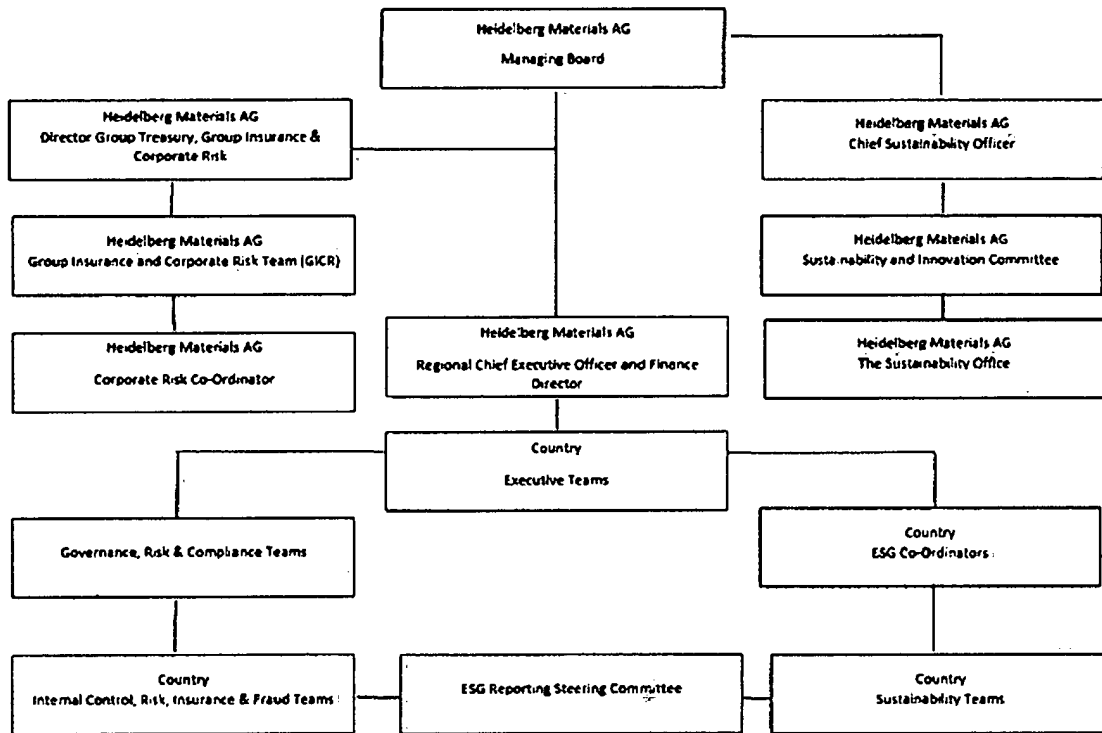 Heidelberg Materials AG
Managing Board
Heidelberg Materials AG
Director Group Treasury, Group Insurance &
Corporate Risk
Heidelberg Materials AG
Chief Sustainability Officer
Heidelberg Materials AG
Group Insurance and Corporate Risk Team (GICR)
Heidelberg Materials AG
Sustainability and Innovation Committee
Heidelberg Materials AG
Corporate Risk Co-Ordinator
Heidelberg Materials AG
Regional Chief Executive Officer and Finance
Director
Heidelberg Materials AG
The Sustainability Office
Country
Executive Teams
Governance, Risk & Compliance Teams
Country
ESG Co-Ordinators
Country
Internal Control, Risk, Insurance & Fraud Teams
ESG Reporting Steering Committee
Country
Sustainability Teams